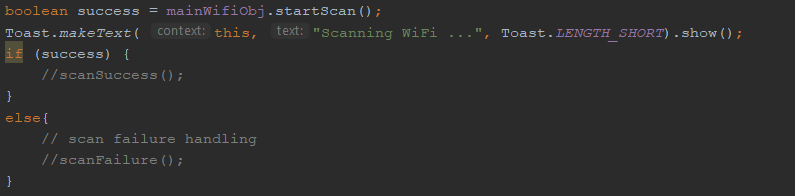 boolean success = mainWifiObj.startScan();
Toast.makeText( context: this, text: "Scanning WiFi ...", Toast.LENGTH_SHORT).show();
if (success) {
//scanSuccess();
}
else{
// scan failure handling
//scanFailure();
}